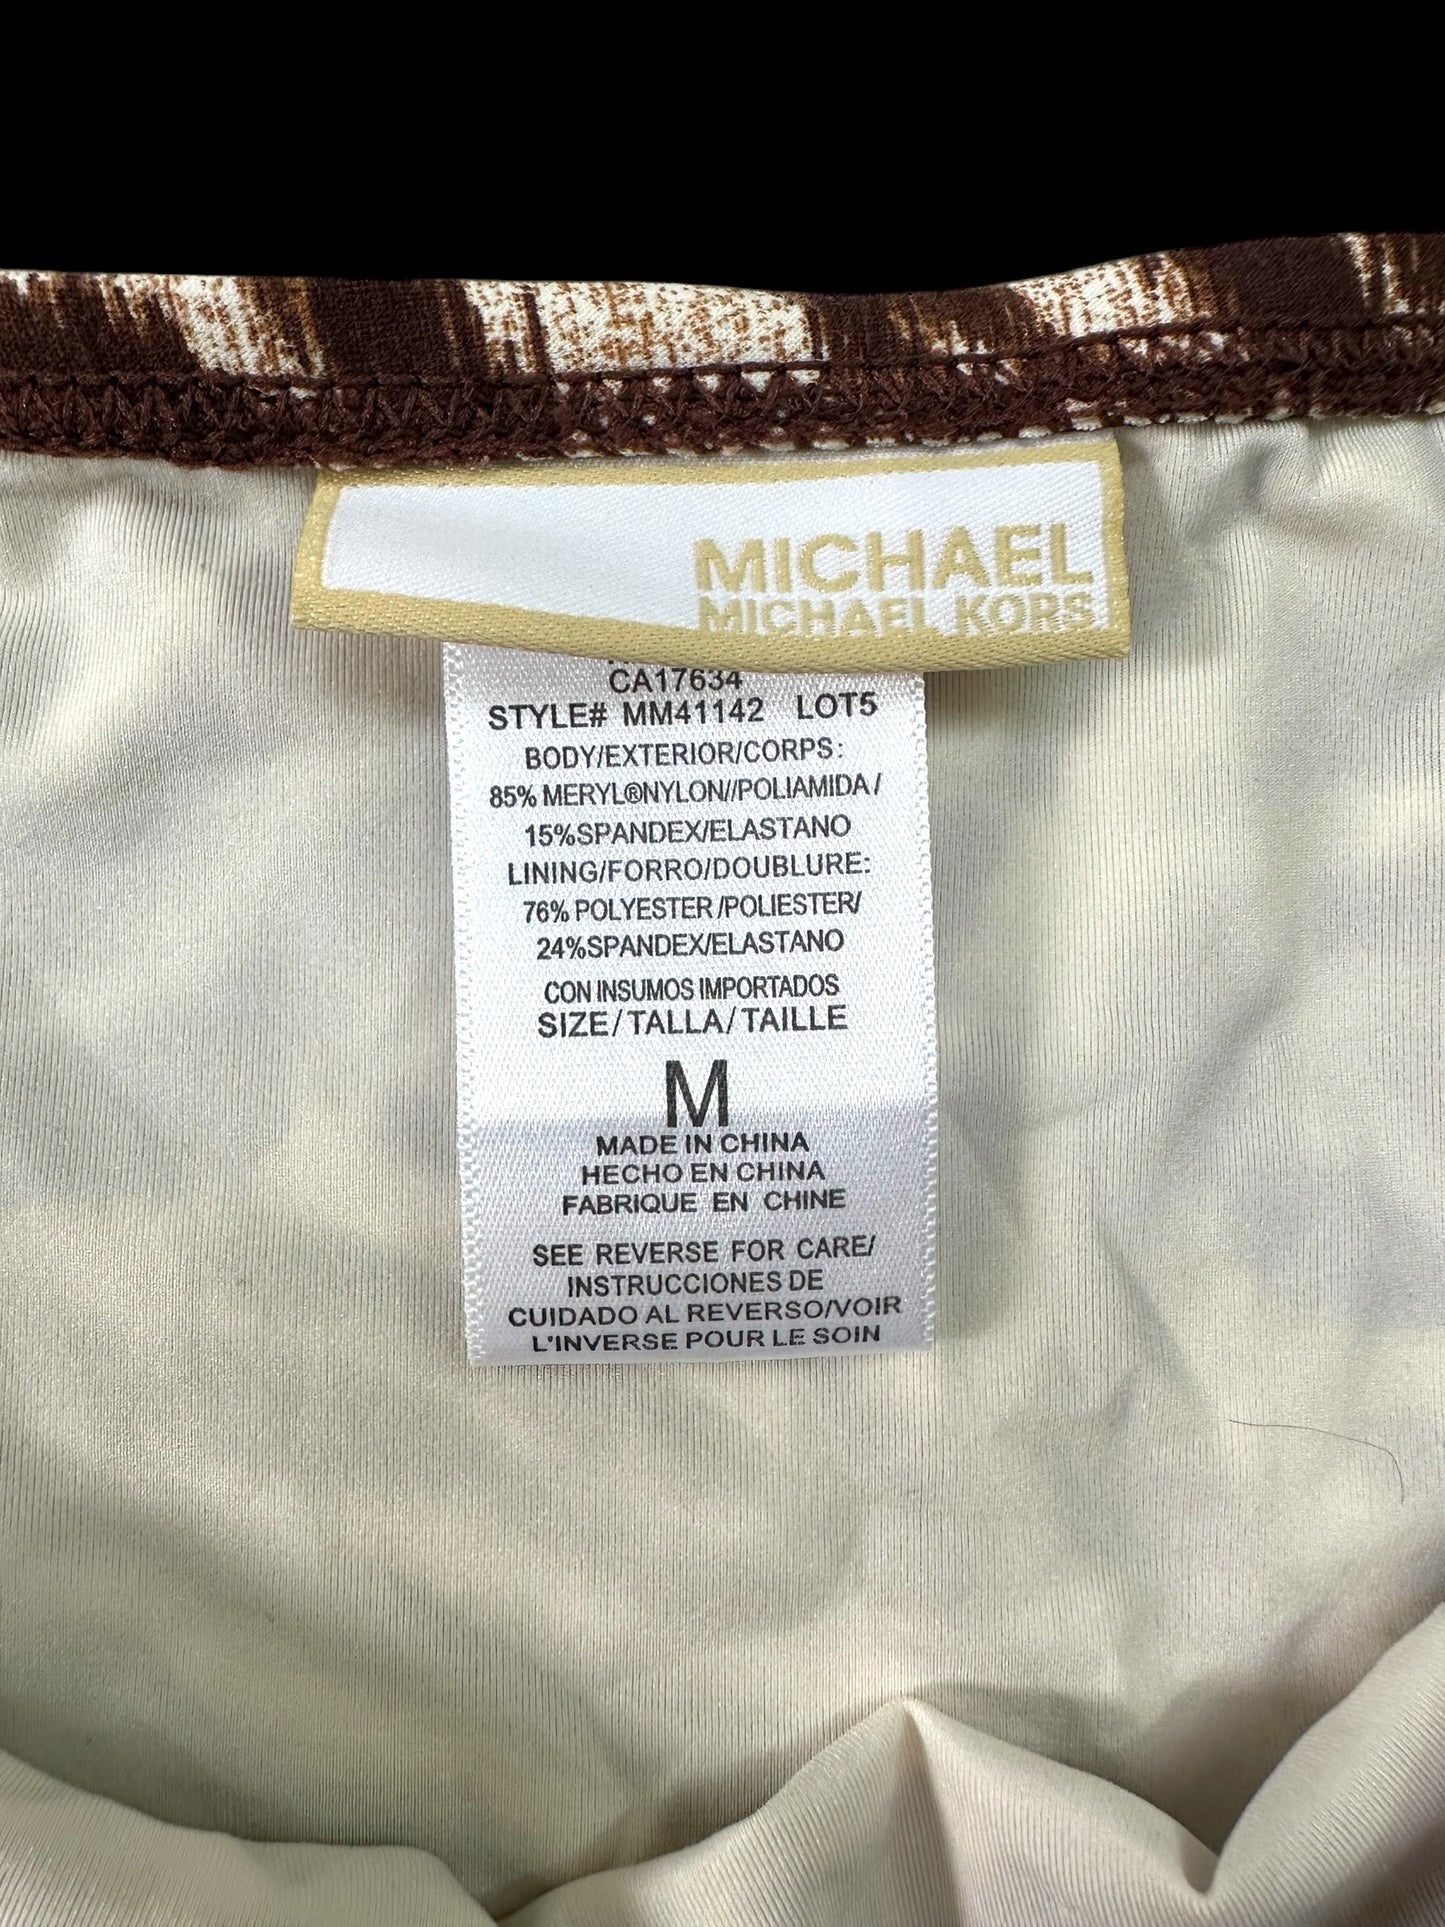 MICHAEL
MICHAEL KORS
CA17634
STYLE# MM41142 LOT5
BODY/EXTERIOR/CORPS:
85% MERYL®NYLON//POLIAMIDA/
15%SPANDEX/ELASTANO
LINING/FORRO/DOUBLURE:
76% POLYESTER/POLIESTER/
24%SPANDEX/ELASTANO
CON INSUMOS IMPORTADOS
SIZE/TALLA/TAILLE
M
MADE IN CHINA
HECHO EN CHINA
FABRIQUE EN CHINE
SEE REVERSE FOR CARE/
INSTRUCCIONES DE
CUIDADO AL REVERSO/VOIR
L'INVERSE POUR LE SOIN